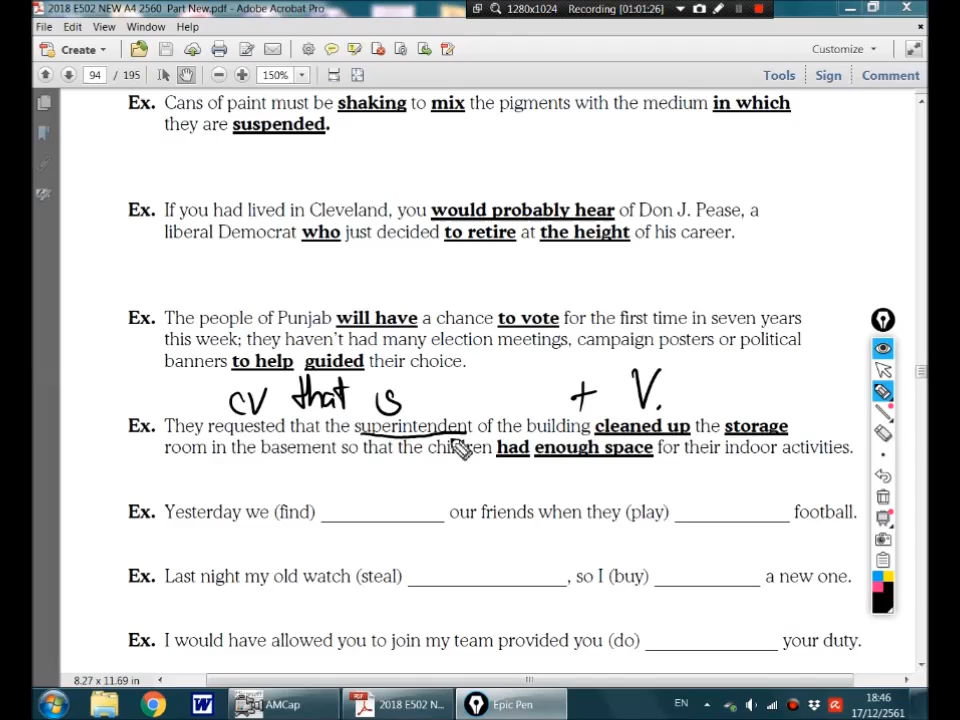 2018 E502 NEW A4 2560 Part New.pdf - Adobe Acrobat Pro
1280x1024 Recording [01:01:26]
File Edit View Window Help
Create
Customize
94 / 195
150%
Tools Sign Comment
Ex. Cans of paint must be shaking to mix the pigments with the medium in which
they are suspended.
Ex. If you had lived in Cleveland, you would probably hear of Don J. Pease, a
liberal Democrat who just decided to retire at the height of his career.
Ex. The people of Punjab will have a chance to vote for the first time in seven years
this week; they haven't had many election meetings, campaign posters or political
banners to help guided their choice.
CV that is + V.
Ex. They requested that the superintendent of the building cleaned up the storage
room in the basement so that the children had enough space for their indoor activities.
Ex. Yesterday we (find) ____________ our friends when they (play) ____________ football.
Ex. Last night my old watch (steal) ________________, so I (buy) ___________ a new one.
Ex. I would have allowed you to join my team provided you (do) ______________ your duty.
8.27 x 11.69 in
AMCap
2018 E502 N...
Epic Pen
EN
18:46
17/12/2561